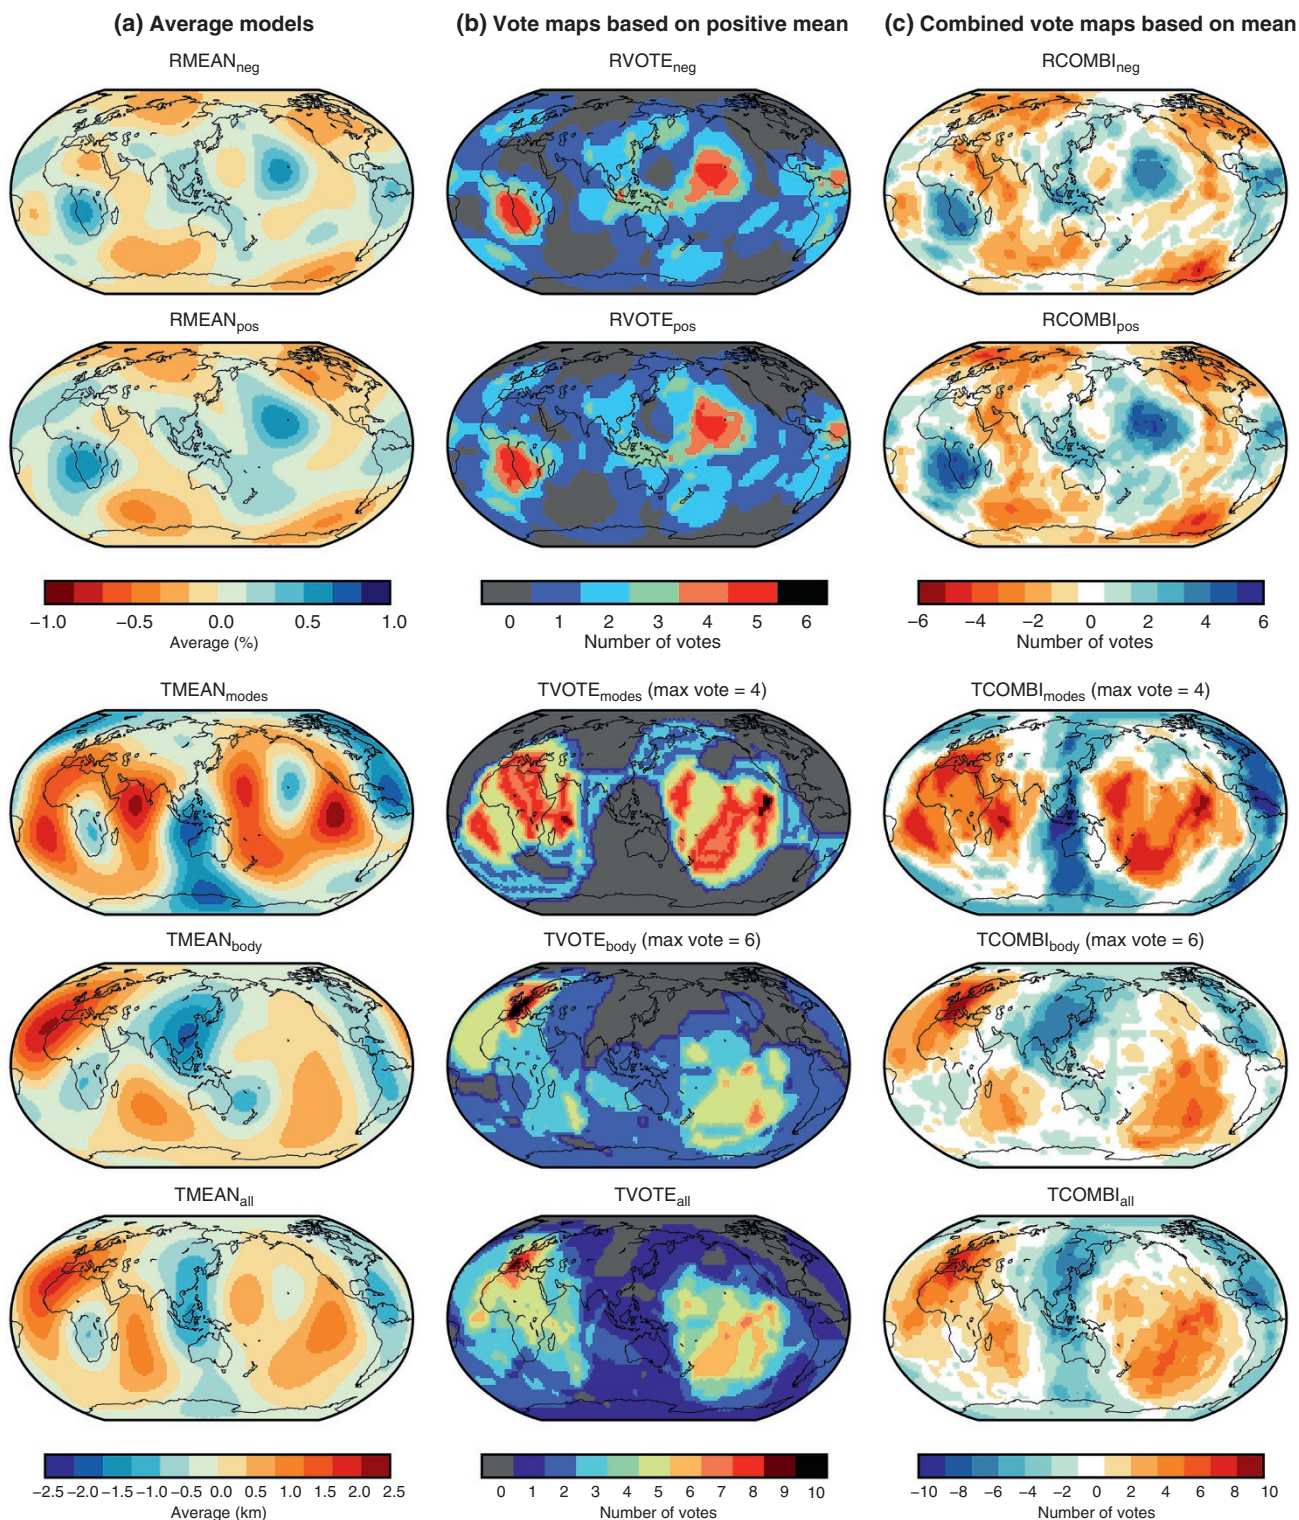 (a) Average models (b) Vote maps based on positive mean (c) Combined vote maps based on mean
RMEANneg RVOTEneg RCOMBIneg
RMEANpos RVOTEpos RCOMBIpos
−1.0 −0.5 0.0 0.5 1.0 0 1 2 3 4 5 6 −6 −4 −2 0 2 4 6
Average (%) Number of votes Number of votes
TMEANmodes TVOTEmodes (max vote = 4) TCOMBImodes (max vote = 4)
TMEANbody TVOTEbody (max vote = 6) TCOMBIbody (max vote = 6)
TMEANall TVOTEall TCOMBIall
−2.5 −2.0 −1.5 −1.0 −0.5 0.0 0.5 1.0 1.5 2.0 2.5 0 1 2 3 4 5 6 7 8 9 10 −10 −8 −6 −4 −2 0 2 4 6 8 10
Average (km) Number of votes Number of votes